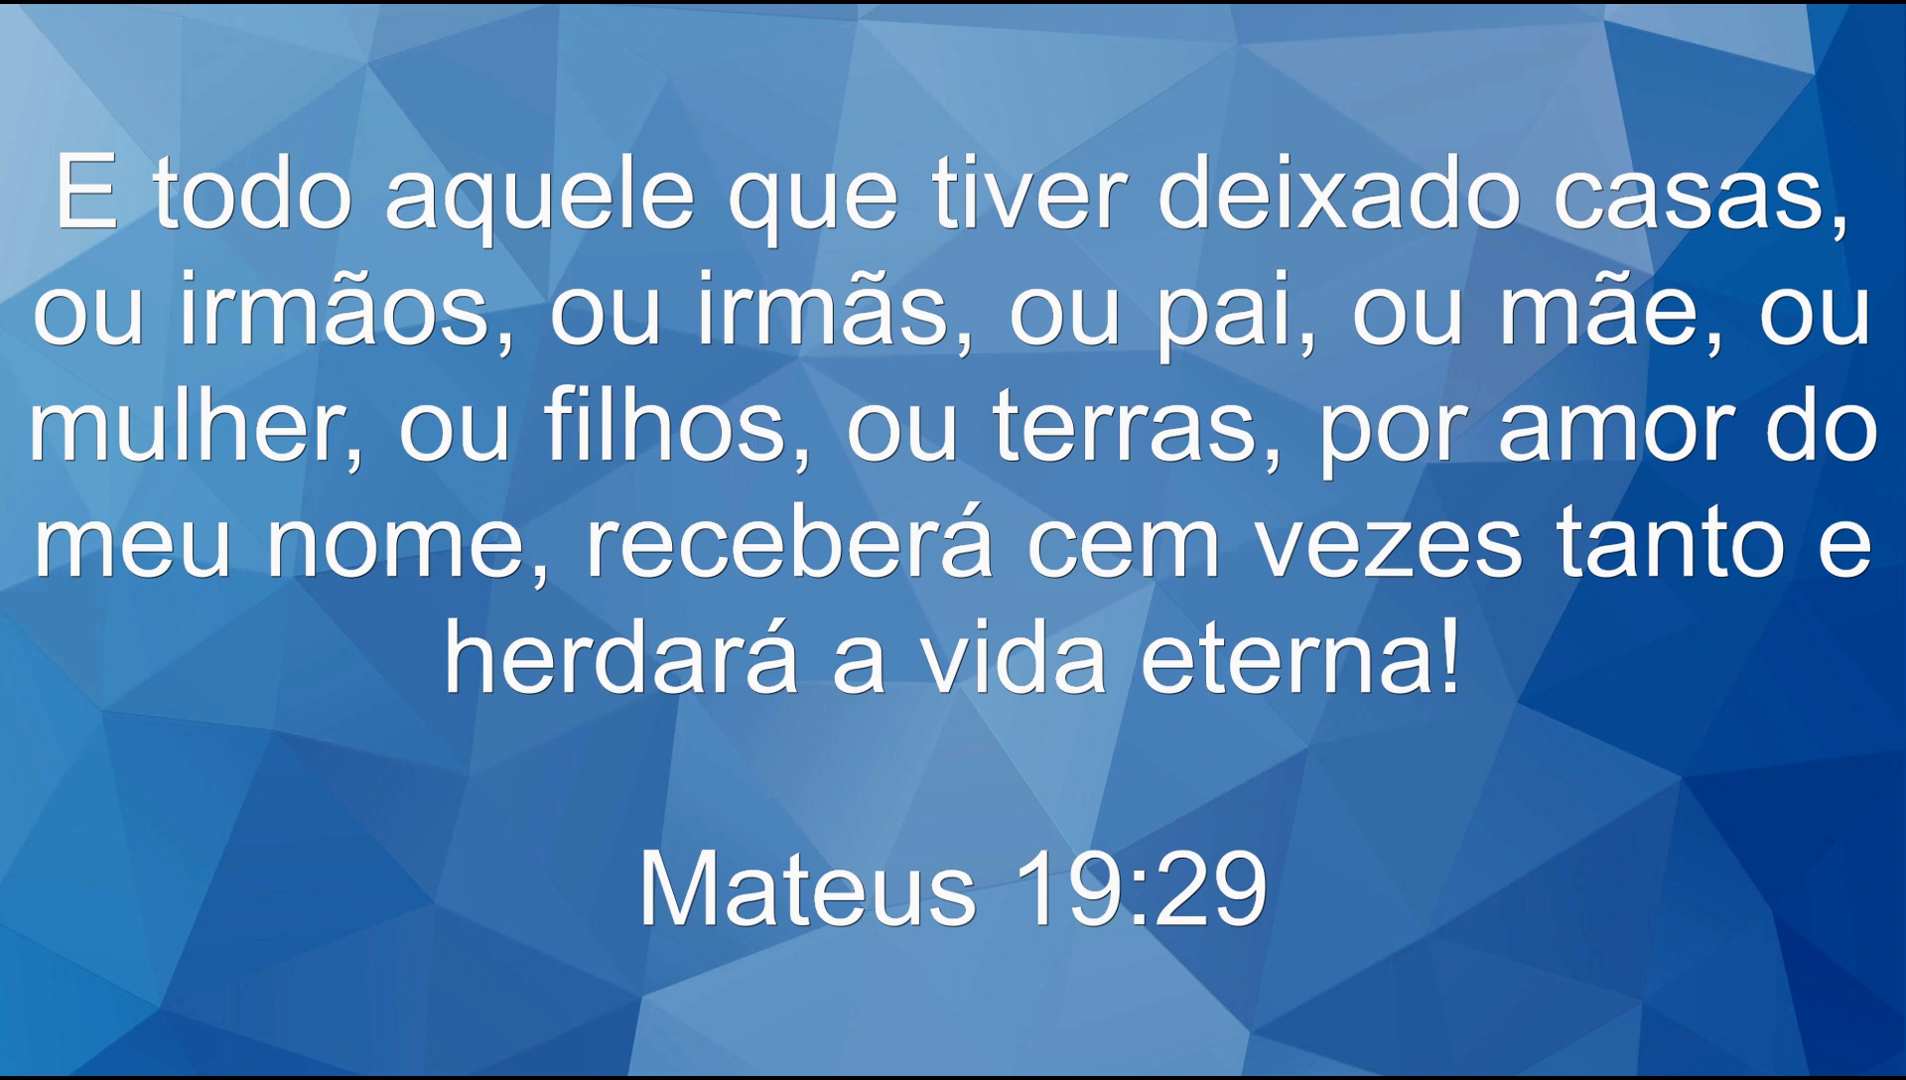 E todo aquele que tiver deixado casas,
ou irmãos, ou irmãs, ou pai, ou mãe, ou
mulher, ou filhos, ou terras, por amor do
meu nome, receberá cem vezes tanto e
herdará a vida eterna!
Mateus 19:29